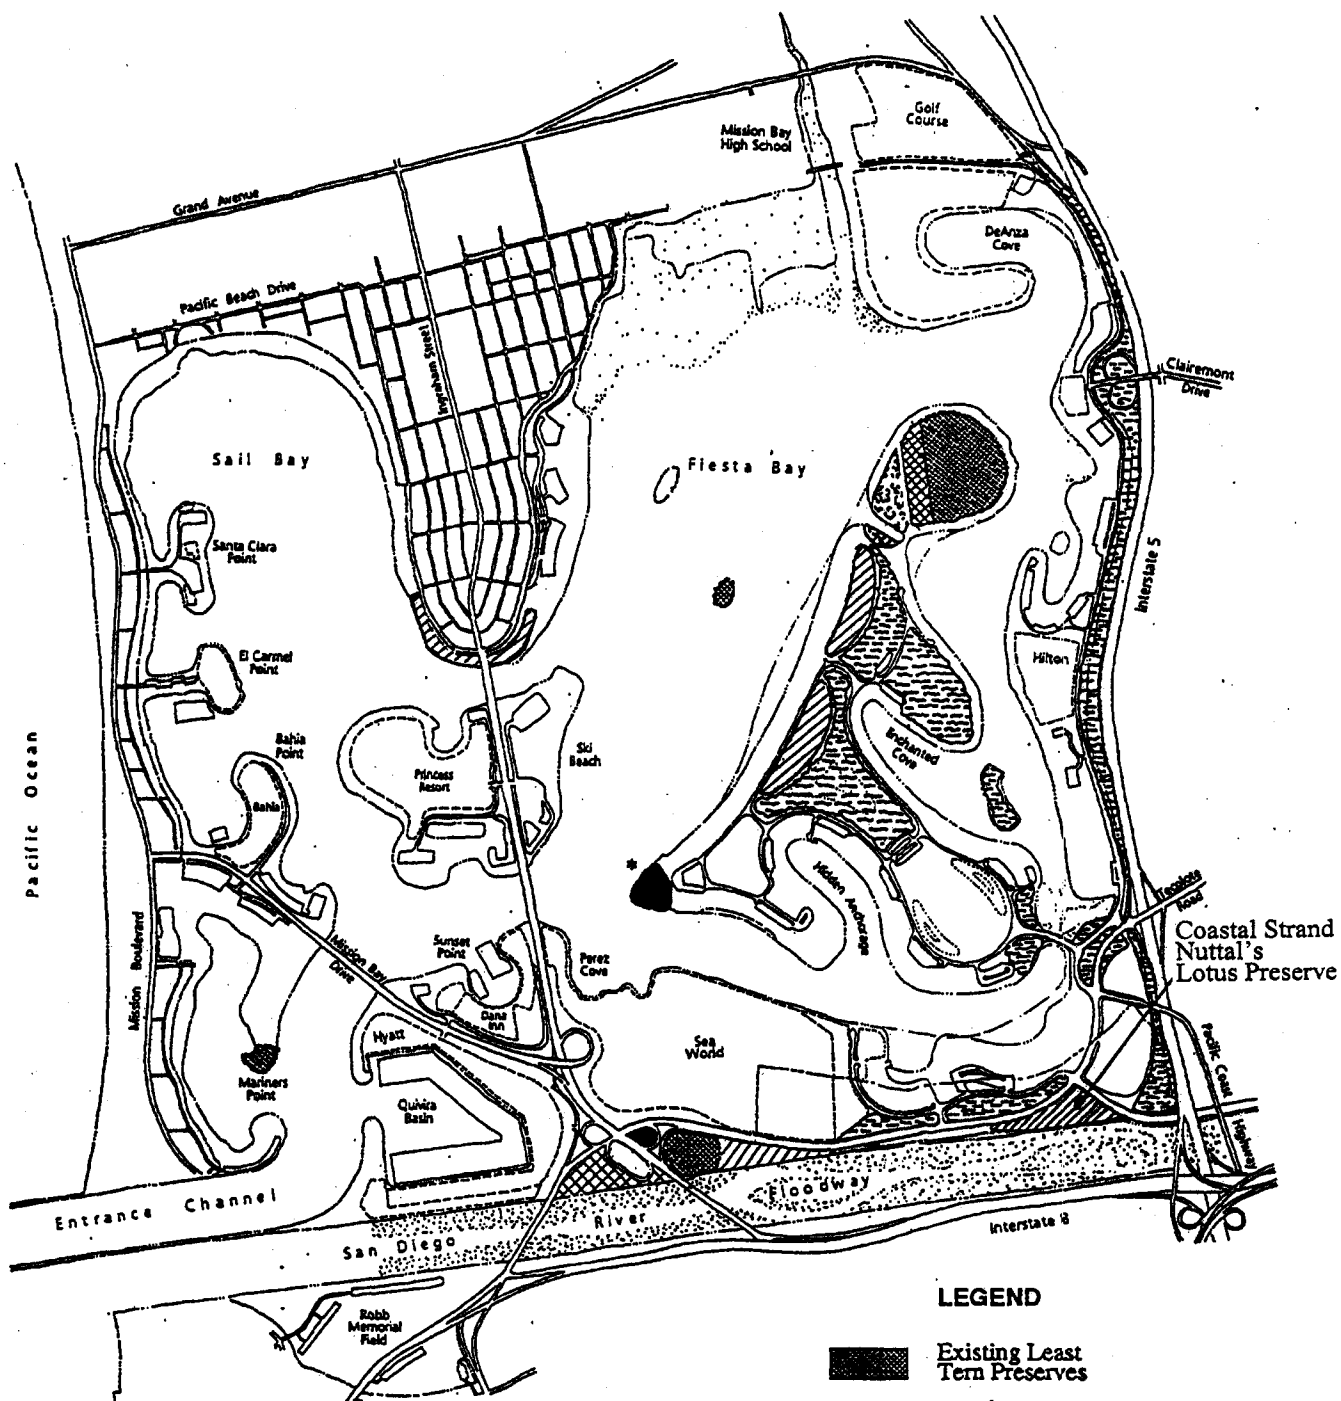 Golf
Course
Mission Bay
High School
Grand Avenue
DeAnza
Cove
Pacific Beach Drive
Ingraham Street
Clairemont
Drive
Sail Bay
Fiesta Bay
Santa Clara
Point
Interstate 5
El Carmel
Point
Hilton
Pacific Ocean
Bahia
Point
Enchanted
Cove
Ski
Beach
Princess
Resort
Bahia
*
Hidden Anchorage
Tecolote
Road
Coastal Strand
Nuttal's
Lotus Preserve
Mission Boulevard
Mission Bay
Drive
Sunset
Point
Perez
Cove
Dana
Inn
Hyatt
Sea
World
Pacific Coast Highway
Mariners
Point
Quivira
Basin
Entrance Channel
San Diego River Floodway
Interstate 8
Robb
Memorial
Field
LEGEND
Existing Least
Tern Preserves